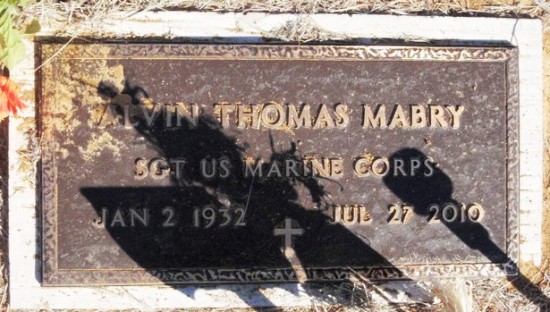 ALVIN THOMAS MABRY
SGT US MARINE CORPS
JAN 2 1932 JUL 27 2010